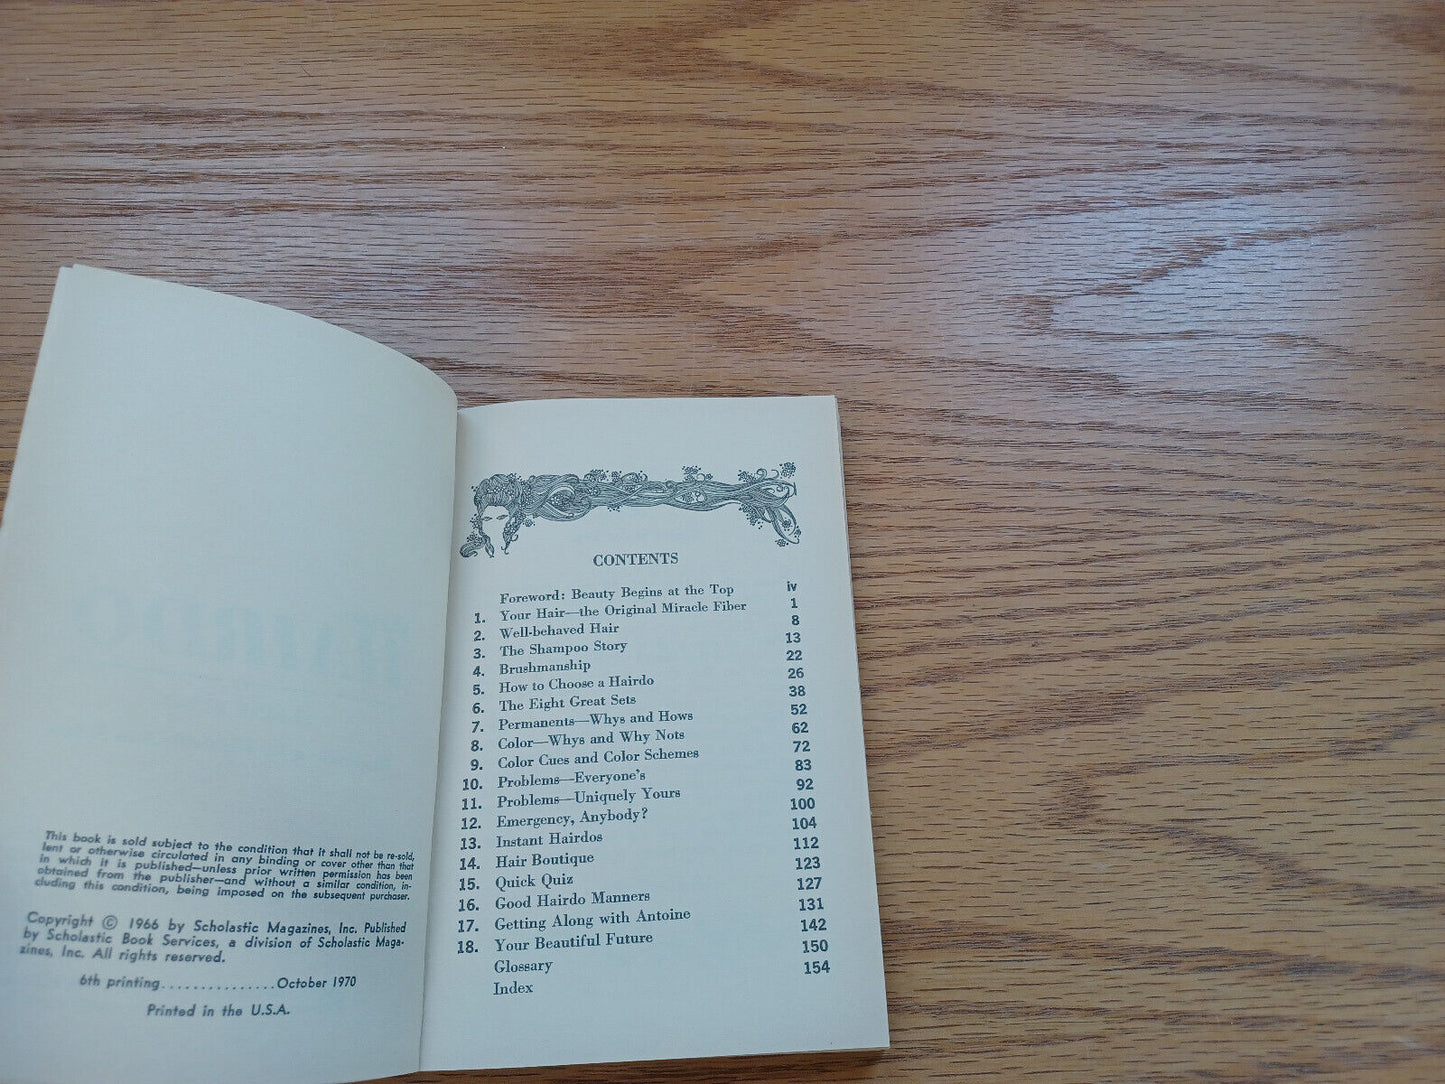 This book is sold subject to the condition that it shall not be re-sold,
lent or otherwise circulated in any binding or cover other than that
in which it is published—unless prior written permission has been
obtained from the publisher—and without a similar condition, in-
cluding this condition, being imposed on the subsequent purchaser.
Copyright © 1966 by Scholastic Magazines, Inc. Published
by Scholastic Book Services, a division of Scholastic Maga-
zines, Inc. All rights reserved.
6th printing...............October 1970
Printed in the U.S.A.
CONTENTS
Foreword: Beauty Begins at the Top iv
1. Your Hair—the Original Miracle Fiber 1
2. Well-behaved Hair 8
3. The Shampoo Story 13
4. Brushmanship 22
5. How to Choose a Hairdo 26
6. The Eight Great Sets 38
7. Permanents—Whys and Hows 52
8. Color—Whys and Why Nots 62
9. Color Cues and Color Schemes 72
10. Problems—Everyone's 83
11. Problems—Uniquely Yours 92
12. Emergency, Anybody? 100
13. Instant Hairdos 104
14. Hair Boutique 112
15. Quick Quiz 123
16. Good Hairdo Manners 127
17. Getting Along with Antoine 131
18. Your Beautiful Future 142
Glossary 150
Index 154